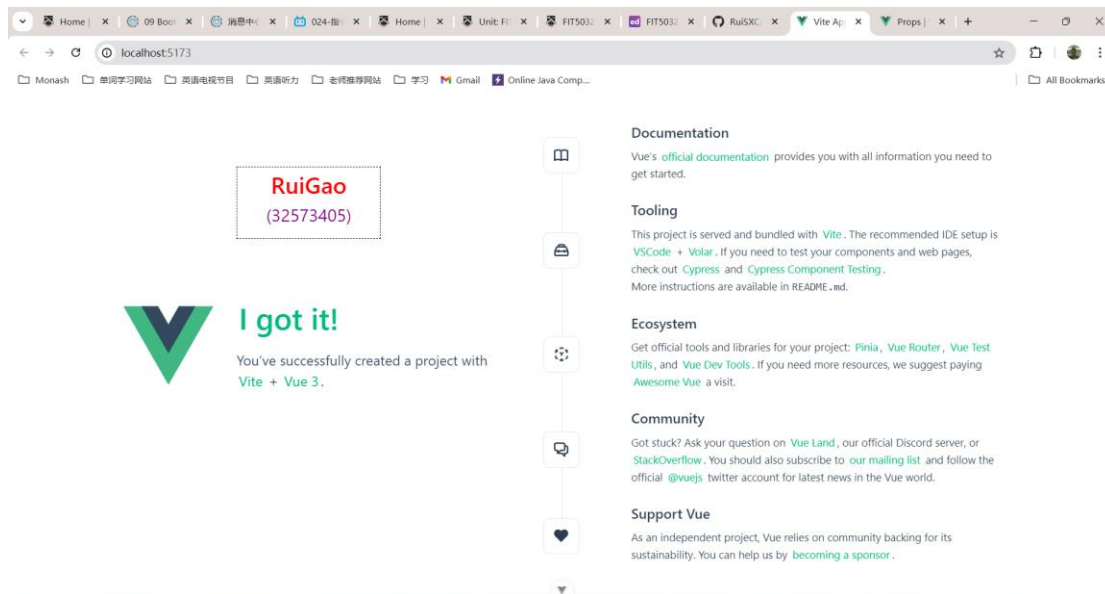 Home |
09 Boot
消息中心
024-指
Home |
Unit: FI
FIT5032
FIT5032
RuiSXC/
Vite Ap
Props |
localhost:5173
Monash
单词学习网站
英语电视节目
英语听力
老师推荐网站
学习
Gmail
Online Java Comp...
All Bookmarks
RuiGao
(32573405)
I got it!
You've successfully created a project with
Vite + Vue 3.
Documentation
Vue's official documentation provides you with all information you need to
get started.
Tooling
This project is served and bundled with Vite. The recommended IDE setup is
VSCode + Volar. If you need to test your components and web pages,
check out Cypress and Cypress Component Testing.
More instructions are available in README.md.
Ecosystem
Get official tools and libraries for your project: Pinia, Vue Router, Vue Test
Utils, and Vue Dev Tools. If you need more resources, we suggest paying
Awesome Vue a visit.
Community
Got stuck? Ask your question on Vue Land, our official Discord server, or
StackOverflow. You should also subscribe to our mailing list and follow the
official @vuejs twitter account for latest news in the Vue world.
Support Vue
As an independent project, Vue relies on community backing for its
sustainability. You can help us by becoming a sponsor.